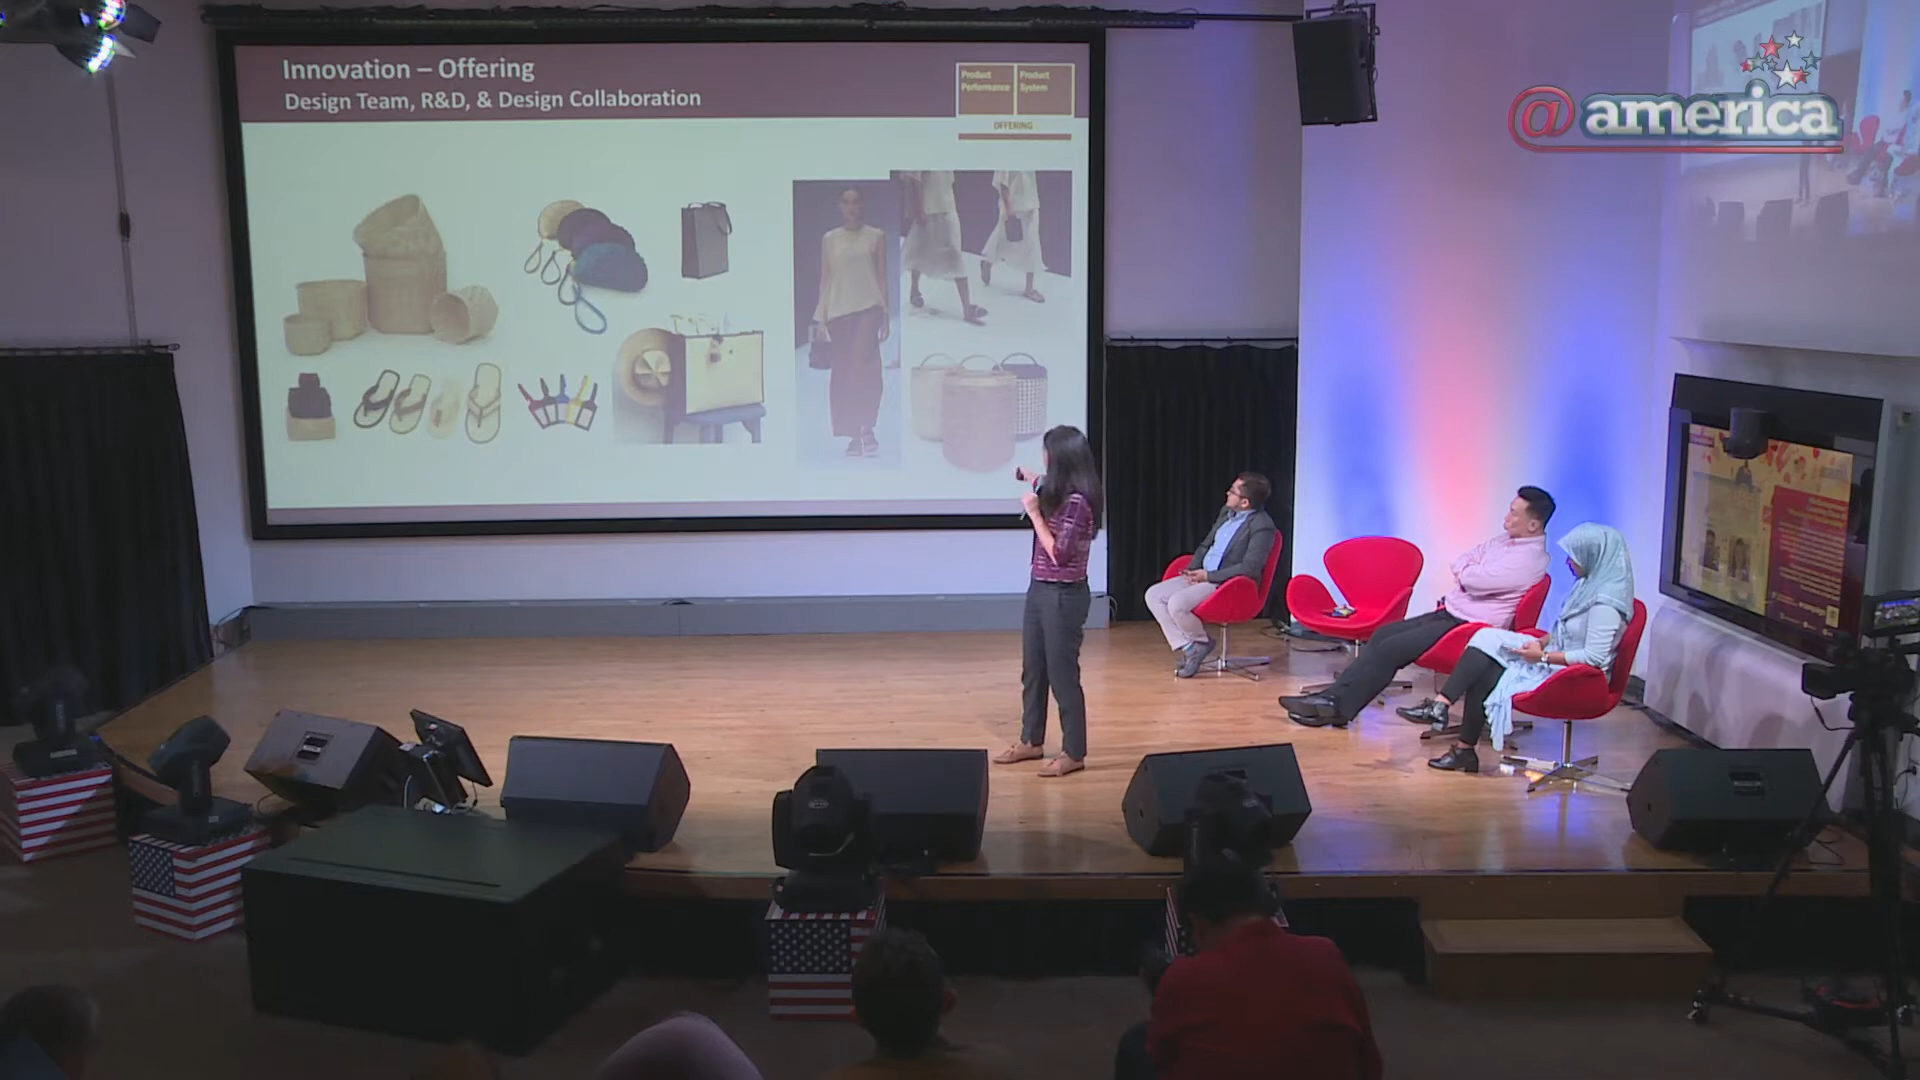 Innovation – Offering
Design Team, R&D, & Design Collaboration
Product Performance
Product System
OFFERING
@america